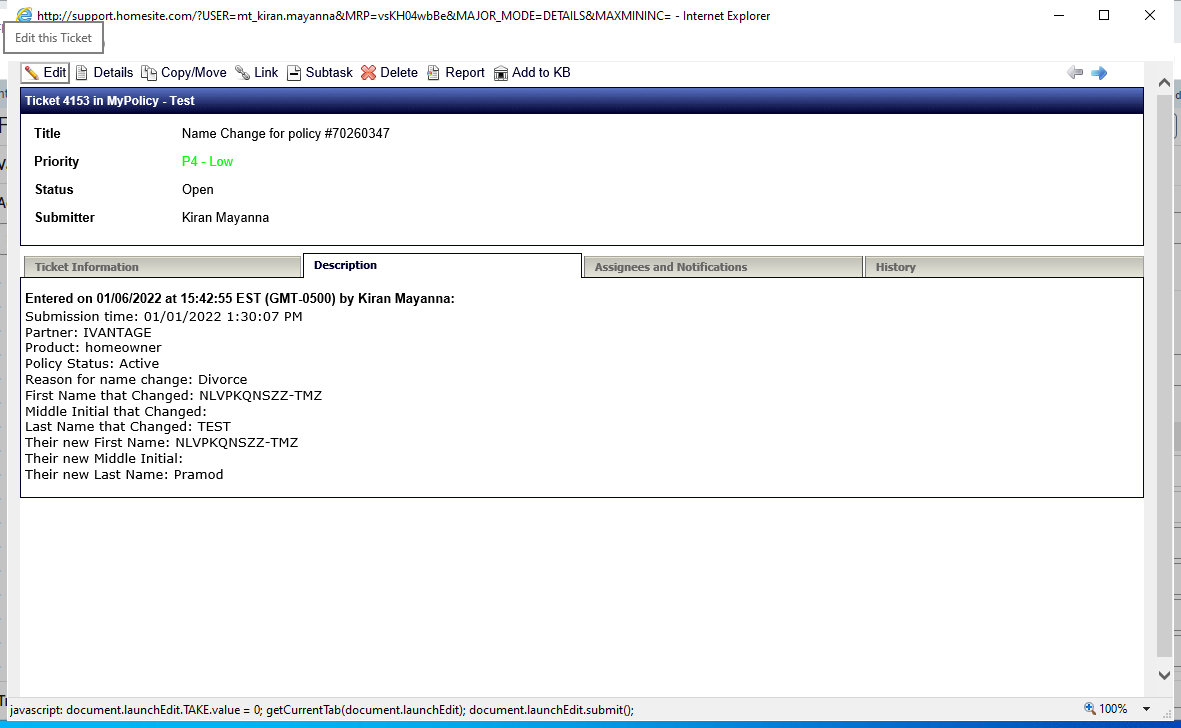 http://support.homesite.com/?USER=mt_kiran.mayanna&MRP=vsKH04wbBe&MAJOR_MODE=DETAILS&MAXMININC= - Internet Explorer
Edit this Ticket
Edit Details Copy/Move Link Subtask Delete Report Add to KB
Ticket 4153 in MyPolicy - Test
Title Name Change for policy #70260347
Priority P4 - Low
Status Open
Submitter Kiran Mayanna
Ticket Information Description Assignees and Notifications History
Entered on 01/06/2022 at 15:42:55 EST (GMT-0500) by Kiran Mayanna:
Submission time: 01/01/2022 1:30:07 PM
Partner: IVANTAGE
Product: homeowner
Policy Status: Active
Reason for name change: Divorce
First Name that Changed: NLVPKQNSZZ-TMZ
Middle Initial that Changed:
Last Name that Changed: TEST
Their new First Name: NLVPKQNSZZ-TMZ
Their new Middle Initial:
Their new Last Name: Pramod
javascript: document.launchEdit.TAKE.value = 0; getCurrentTab(document.launchEdit); document.launchEdit.submit();
100%